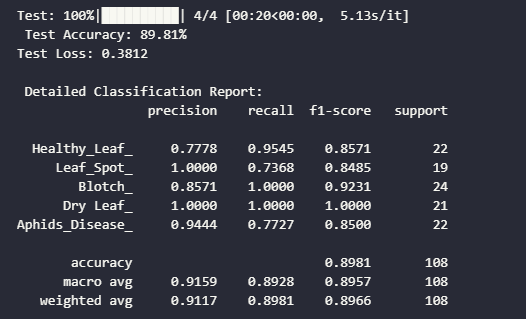 Test: 100%|██████████| 4/4 [00:20<00:00,  5.13s/it]
Test Accuracy: 89.81%
Test Loss: 0.3812
Detailed Classification Report:
precision recall f1-score support
Healthy_Leaf_ 0.7778 0.9545 0.8571 22
Leaf_Spot_ 1.0000 0.7368 0.8485 19
Blotch_ 0.8571 1.0000 0.9231 24
Dry Leaf_ 1.0000 1.0000 1.0000 21
Aphids_Disease_ 0.9444 0.7727 0.8500 22
accuracy 0.8981 108
macro avg 0.9159 0.8928 0.8957 108
weighted avg 0.9117 0.8981 0.8966 108